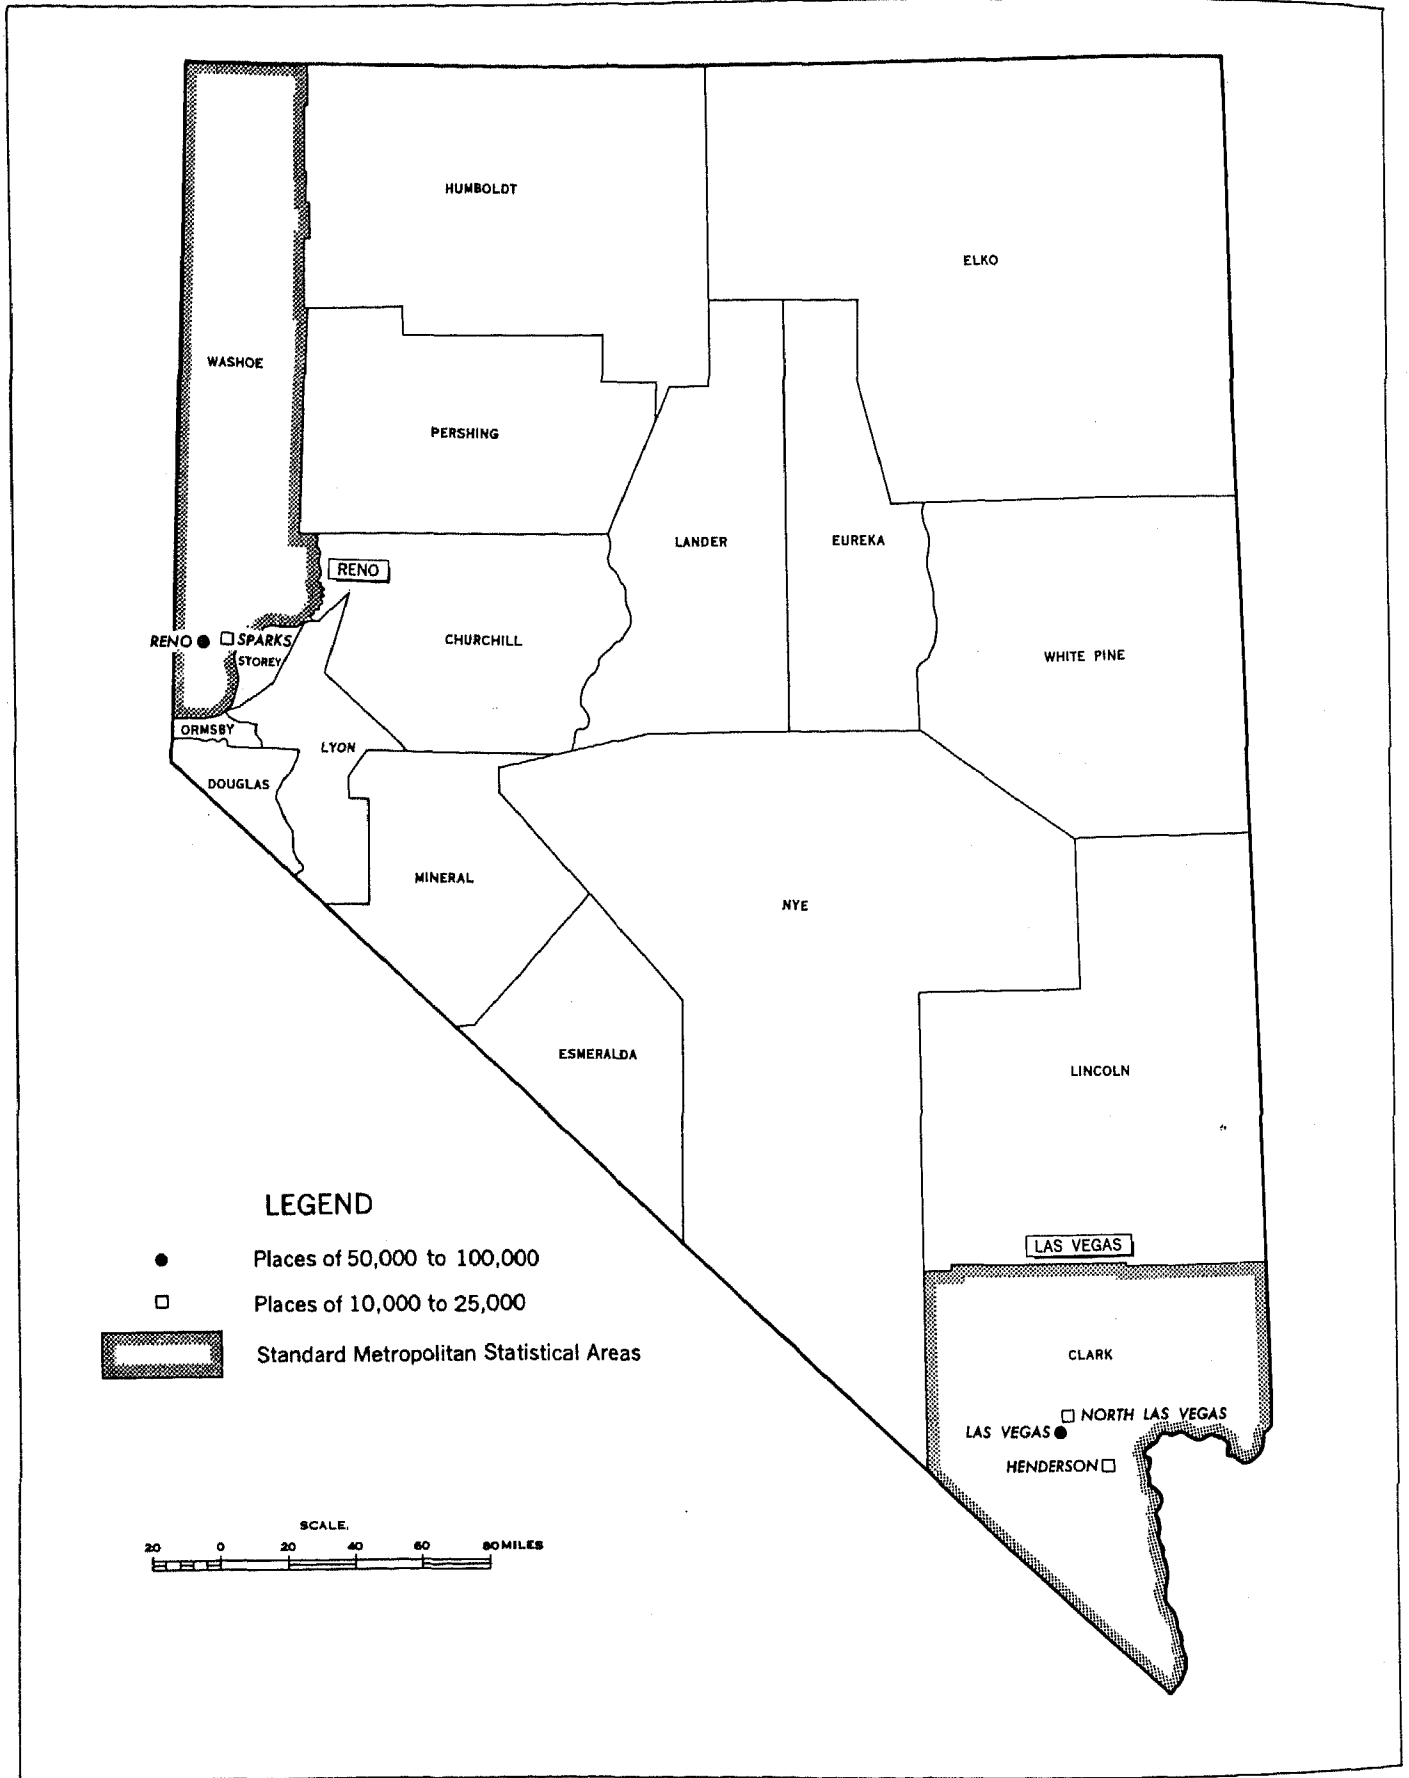 HUMBOLDT
ELKO
WASHOE
PERSHING
LANDER
EUREKA
RENO
RENO
SPARKS
STOREY
CHURCHILL
WHITE PINE
ORMSBY
LYON
DOUGLAS
MINERAL
NYE
ESMERALDA
LINCOLN
LEGEND
Places of 50,000 to 100,000
Places of 10,000 to 25,000
Standard Metropolitan Statistical Areas
LAS VEGAS
CLARK
NORTH LAS VEGAS
LAS VEGAS
HENDERSON
SCALE.
20 0 20 40 60 80 MILES